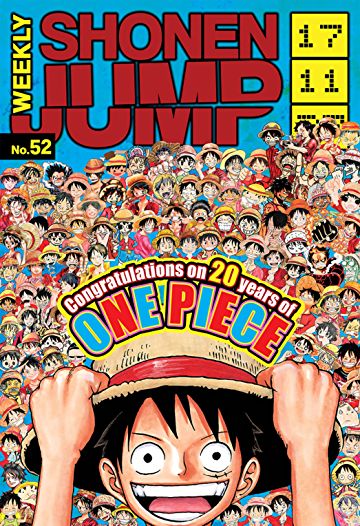 WEEKLY
SHONEN
JUMP
No.52
17
11
Congratulations on 20 years of
ONE PIECE